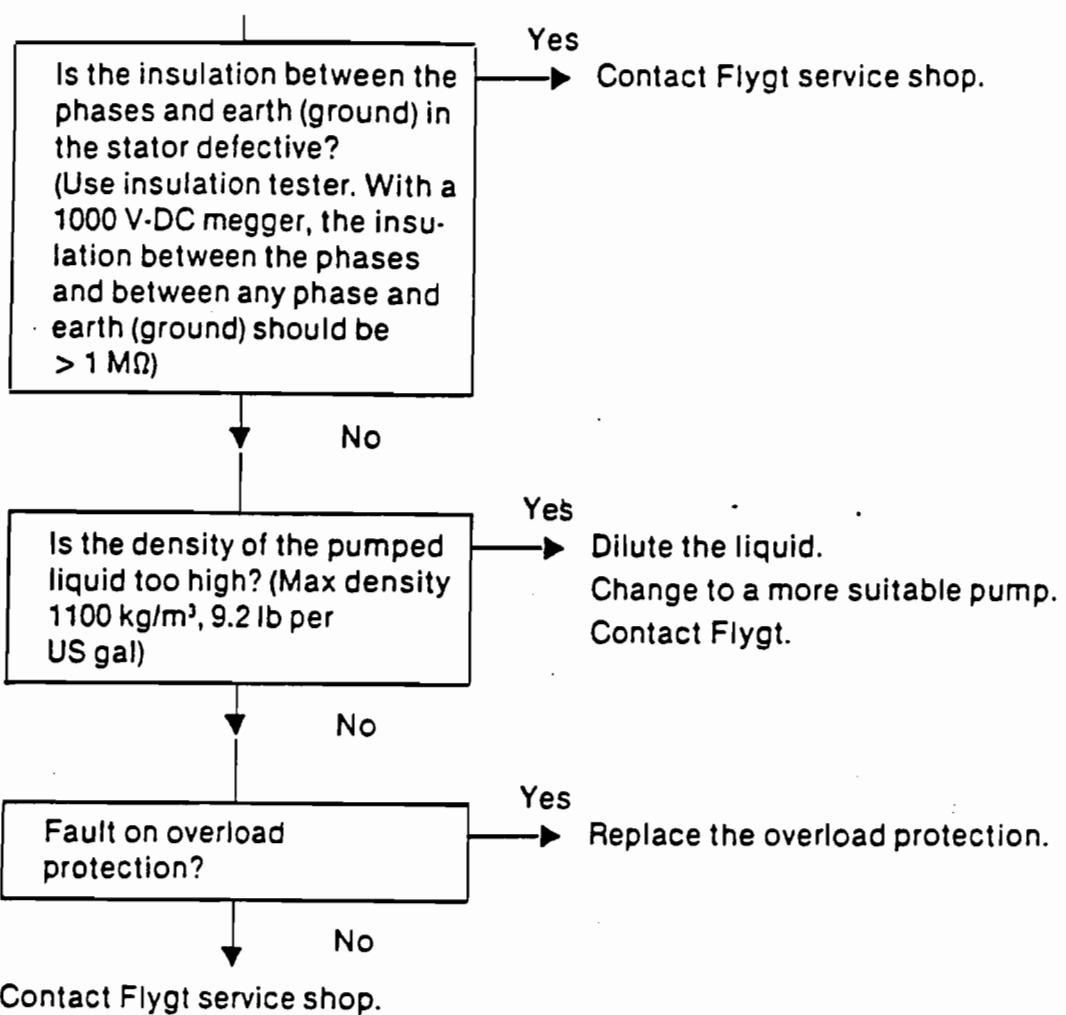 Yes
Is the insulation between the
phases and earth (ground) in
the stator defective?
(Use insulation tester. With a
1000 V-DC megger, the insu-
lation between the phases
and between any phase and
earth (ground) should be
> 1 MΩ)
Contact Flygt service shop.
No
Yes
Is the density of the pumped
liquid too high? (Max density
1100 kg/m³, 9.2 lb per
US gal)
Dilute the liquid.
Change to a more suitable pump.
Contact Flygt.
No
Yes
Fault on overload
protection?
Replace the overload protection.
No
Contact Flygt service shop.